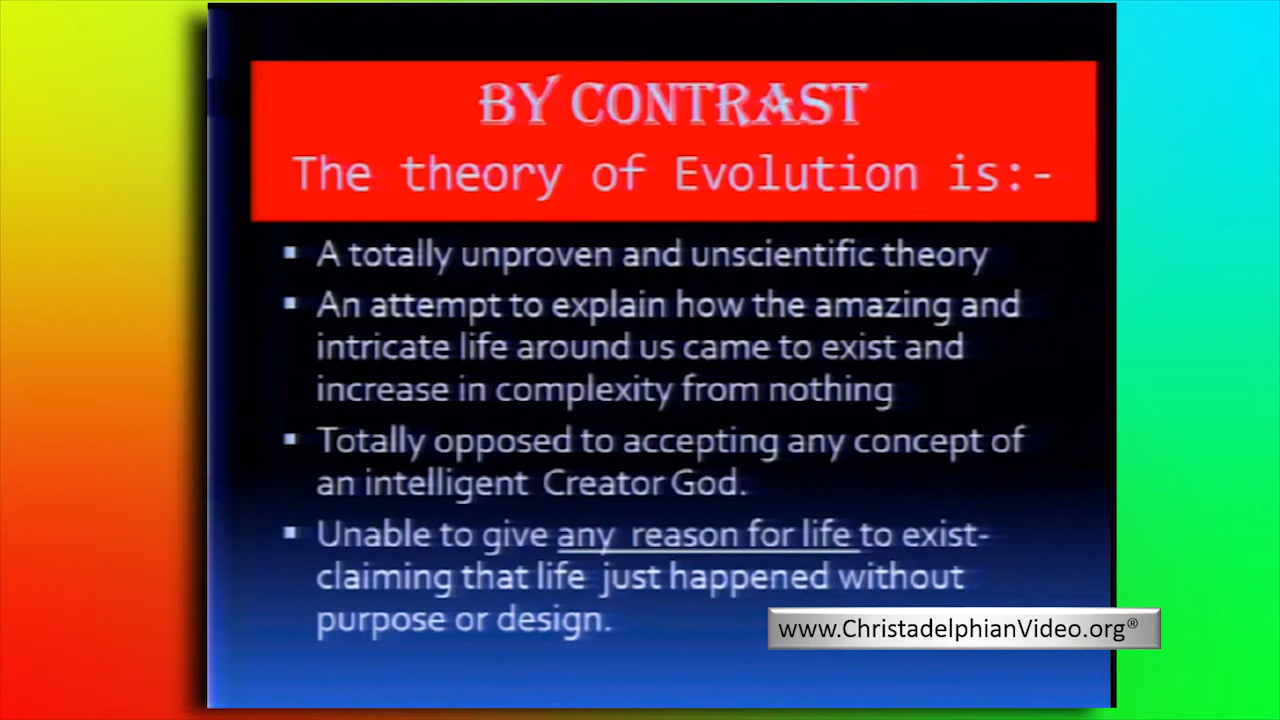 BY CONTRAST
The theory of Evolution is:-
▪ A totally unproven and unscientific theory
▪ An attempt to explain how the amazing and
intricate life around us came to exist and
increase in complexity from nothing
▪ Totally opposed to accepting any concept of
an intelligent Creator God.
▪ Unable to give any reason for life to exist-
claiming that life just happened without
purpose or design.
www.ChristadelphianVideo.org®